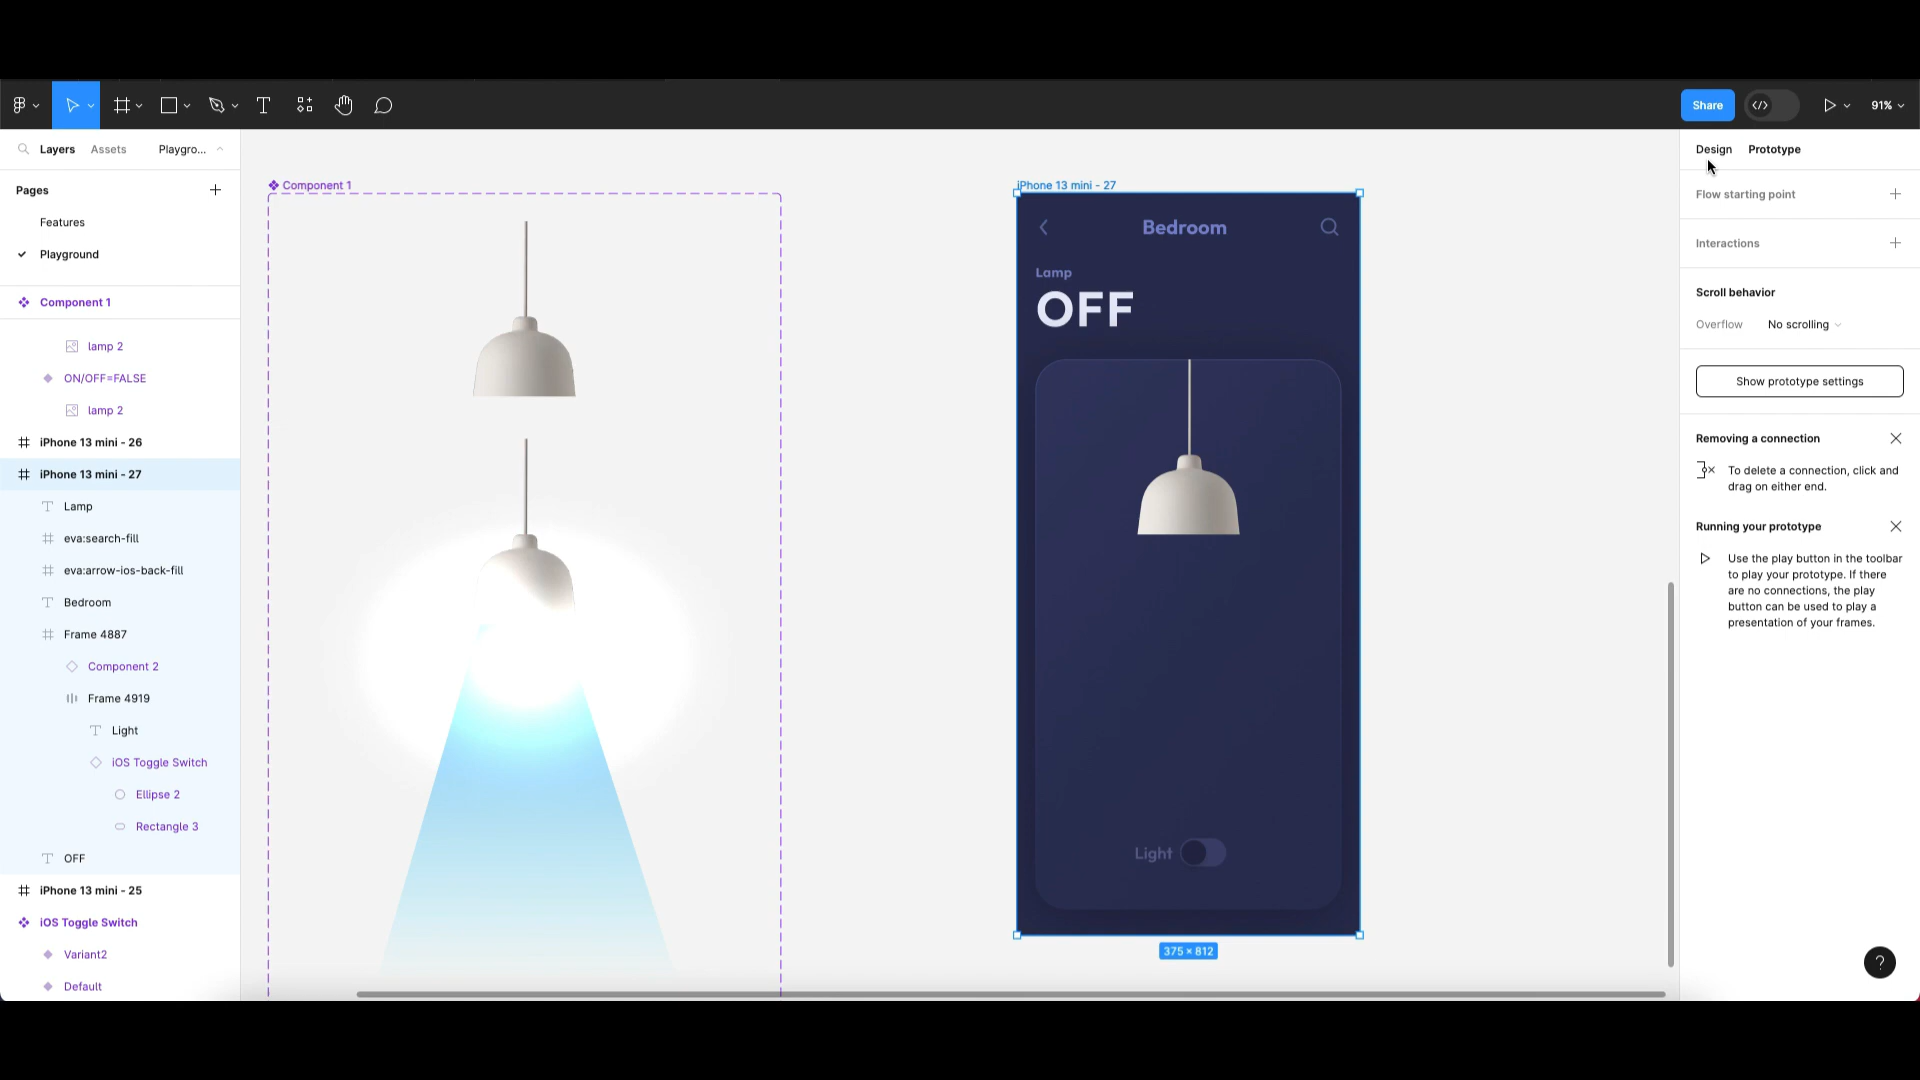 Share
</>
91%
Layers
Assets
Playgro...
Design
Prototype
Pages
Features
Playground
Component 1
lamp 2
ON/OFF=FALSE
lamp 2
iPhone 13 mini - 26
iPhone 13 mini - 27
Lamp
eva:search-fill
eva:arrow-ios-back-fill
Bedroom
Frame 4887
Component 2
Frame 4919
Light
iOS Toggle Switch
Ellipse 2
Rectangle 3
OFF
iPhone 13 mini - 25
iOS Toggle Switch
Variant2
Default
Component 1
iPhone 13 mini - 27
Bedroom
Lamp
OFF
Light
375 × 812
Flow starting point
Interactions
Scroll behavior
Overflow
No scrolling
Show prototype settings
Removing a connection
To delete a connection, click and
drag on either end.
Running your prototype
Use the play button in the toolbar
to play your prototype. If there
are no connections, the play
button can be used to play a
presentation of your frames.
?